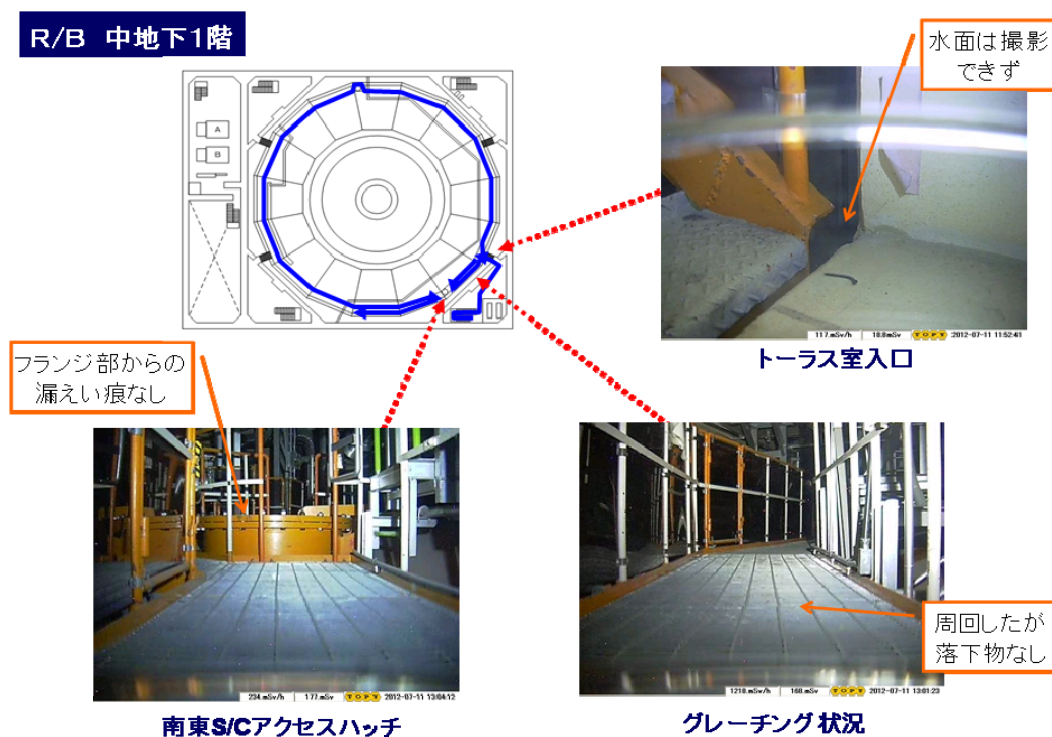 R/B 中地下1階
水面は撮影
できず
A
B
117.mSv/h 18.8mSv TOPY 2012-07-11 11:52:41
トーラス室入口
フランジ部からの
漏えい痕なし
234.mSv/h 177.mSv TOPY 2012-07-11 13:04:12
南東S/Cアクセスハッチ
1218.mSv/h 168.mSv TOPY 2012-07-11 13:01:23
グレーチング状況
周回したが
落下物なし